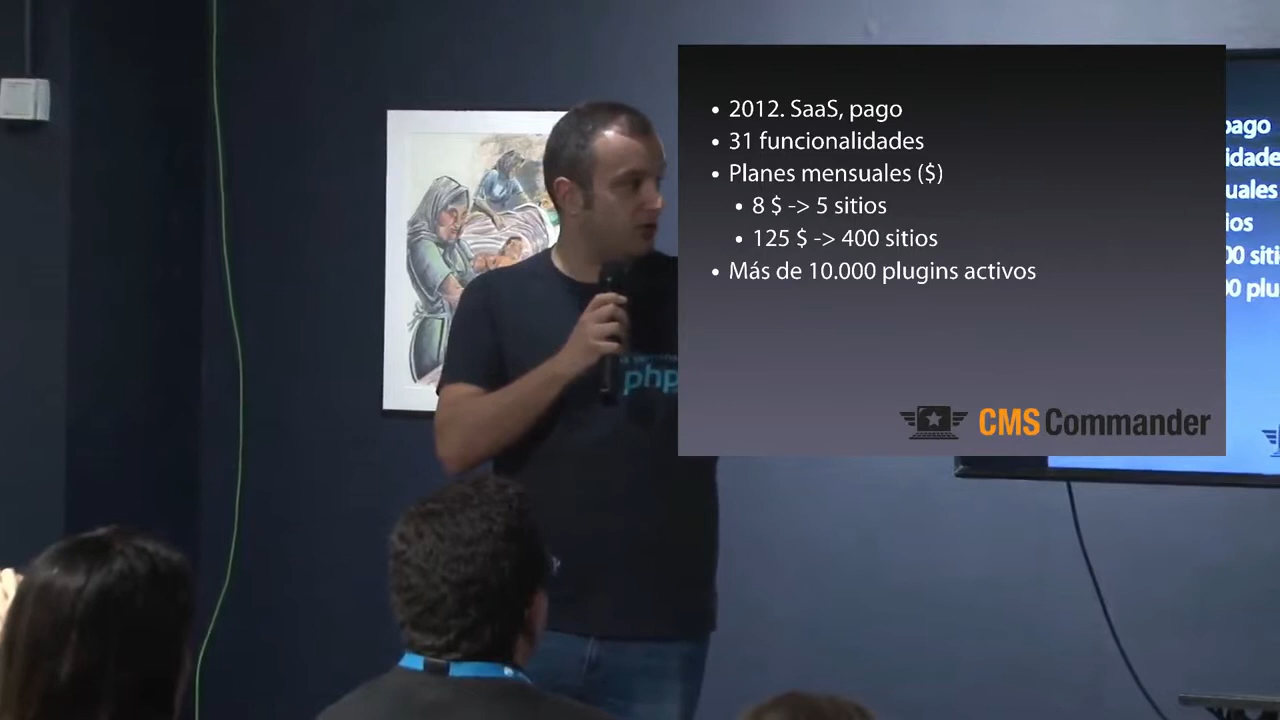 • 2012. SaaS, pago
• 31 funcionalidades
• Planes mensuales ($)
• 8 $ -> 5 sitios
• 125 $ -> 400 sitios
• Más de 10.000 plugins activos
CMS Commander
php